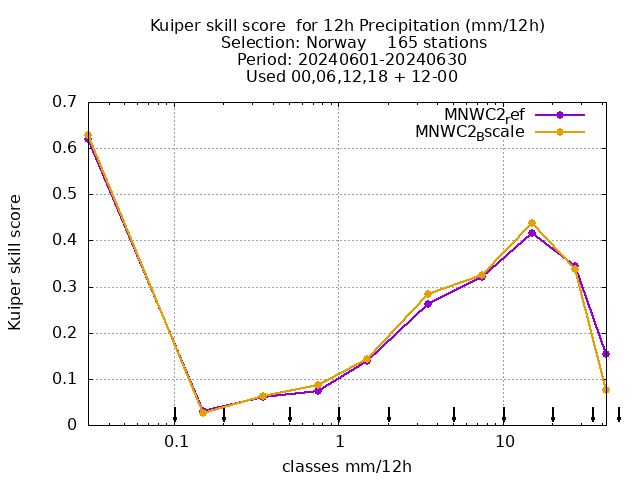 Kuiper skill score  for 12h Precipitation (mm/12h)
Selection: Norway    165 stations
Period: 20240601-20240630
Used 00,06,12,18 + 12-00
MNWC2_ref
MNWC2_Bscale
0.7
0.6
0.5
0.4
0.3
0.2
0.1
0
Kuiper skill score
0.1 1 10
classes mm/12h